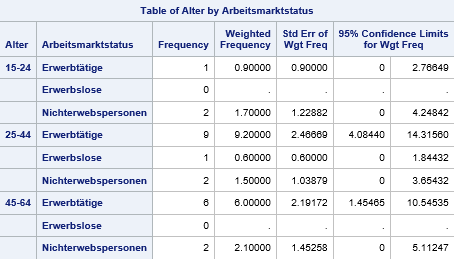 Table of Alter by Arbeitsmarktstatus
Alter Arbeitsmarktstatus Frequency Weighted Frequency Std Err of Wgt Freq 95% Confidence Limits for Wgt Freq
15-24 Erwerbtätige 1 0.90000 0.90000 0 2.76649
Erwerbslose 0 . . . .
Nichterwebspersonen 2 1.70000 1.22882 0 4.24842
25-44 Erwerbtätige 9 9.20000 2.46669 4.08440 14.31560
Erwerbslose 1 0.60000 0.60000 0 1.84432
Nichterwebspersonen 2 1.50000 1.03879 0 3.65432
45-64 Erwerbtätige 6 6.00000 2.19172 1.45465 10.54535
Erwerbslose 0 . . . .
Nichterwebspersonen 2 2.10000 1.45258 0 5.11247